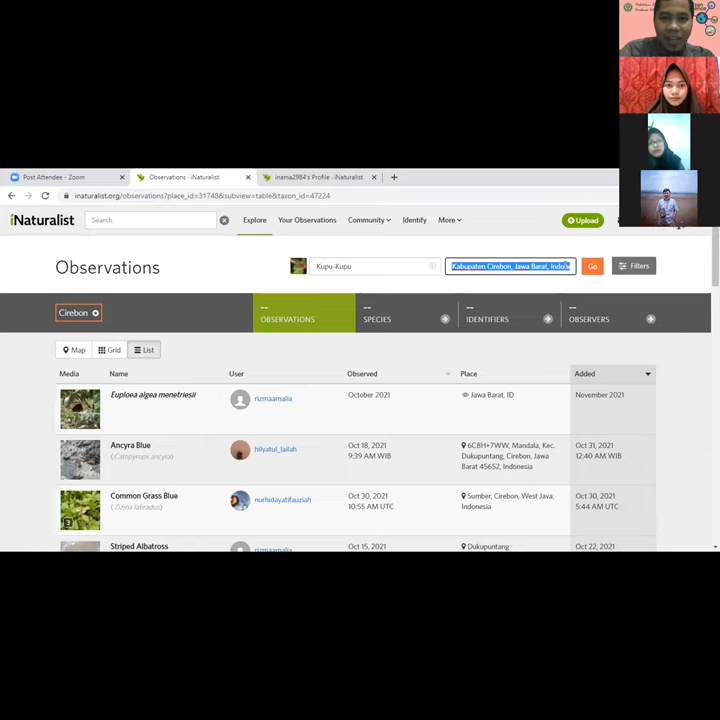 Post Attendee - Zoom
Observations · iNaturalist
inama2984's Profile · iNaturalist
inaturalist.org/observations?place_id=31748&subview=table&taxon_id=47224
iNaturalist
Search
Explore
Your Observations
Community
Identify
More
Upload
Observations
Kupu-Kupu
Kabupaten Cirebon, Jawa Barat, Indo
Go
Filters
Cirebon
--
OBSERVATIONS
--
SPECIES
--
IDENTIFIERS
--
OBSERVERS
Map
Grid
List
Media
Name
User
Observed
Place
Added
Euploea algea menetriesii
rizmaamalia
October 2021
Jawa Barat, ID
November 2021
Ancyra Blue
(Catopyrops ancyra)
hilyatul_lailah
Oct 18, 2021
9:39 AM WIB
6C8H+7WW, Mandala, Kec.
Dukupuntang, Cirebon, Jawa
Barat 45652, Indonesia
Oct 31, 2021
12:40 AM WIB
3
Common Grass Blue
(Zizina labradus)
nurhidayatifauziah
Oct 30, 2021
10:55 AM UTC
Sumber, Cirebon, West Java,
Indonesia
Oct 30, 2021
5:44 AM UTC
Striped Albatross
rizmaamalia
Oct 15, 2021
Dukupuntang
Oct 22, 2021